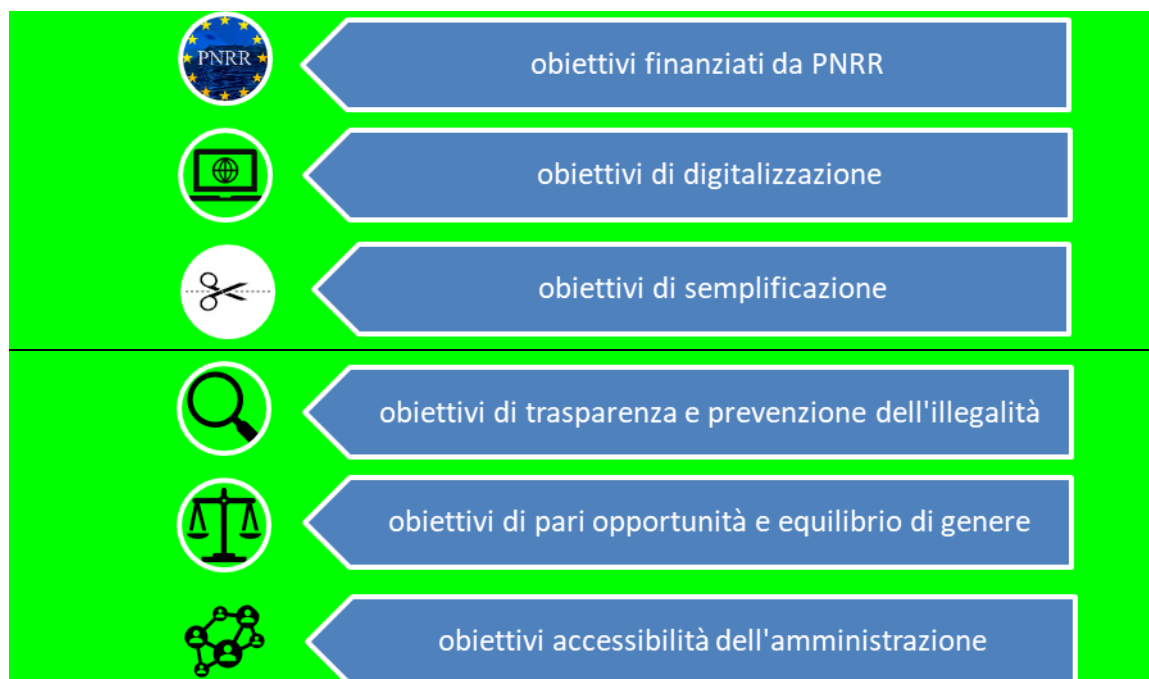 PNRR
obiettivi finanziati da PNRR
obiettivi di digitalizzazione
obiettivi di semplificazione
obiettivi di trasparenza e prevenzione dell'illegalità
obiettivi di pari opportunità e equilibrio di genere
obiettivi accessibilità dell'amministrazione